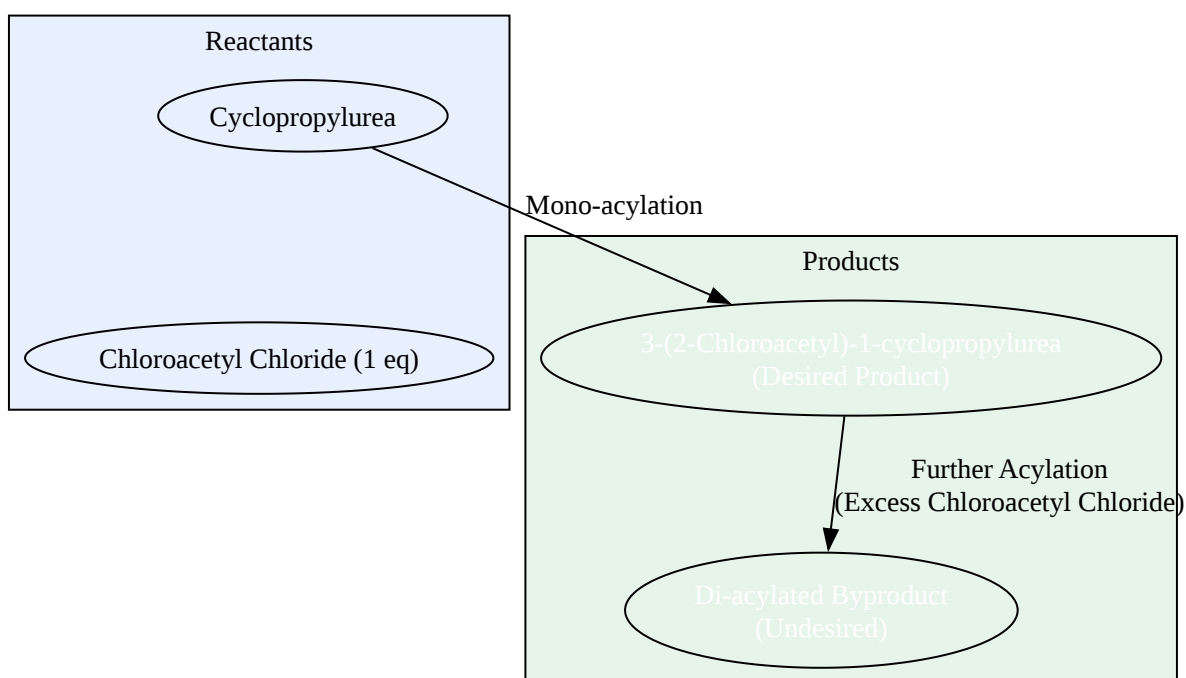 Reactants
Cyclopropylurea
Mono-acylation
Products
Chloroacetyl Chloride (1 eq)
3-(2-Chloroacetyl)-1-cyclopropylurea
(Desired Product)
Further Acylation
(Excess Chloroacetyl Chloride)
Di-acylated Byproduct
(Undesired)